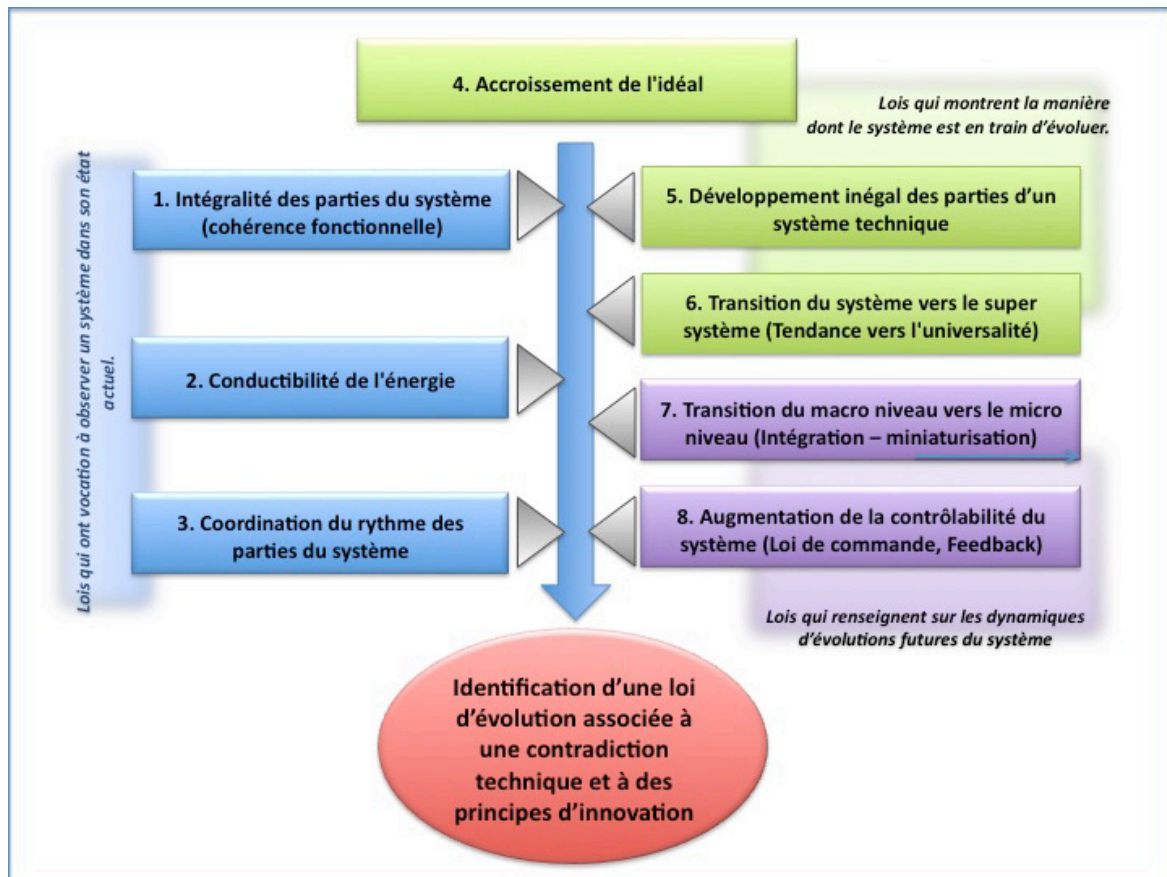 4. Accroissement de l'idéal
Lois qui montrent la manière
dont le système est en train d’évoluer.
Lois qui ont vocation à observer un système dans son état
actuel.
1. Intégralité des parties du système
(cohérence fonctionnelle)
5. Développement inégal des parties d’un
système technique
6. Transition du système vers le super
système (Tendance vers l'universalité)
2. Conductibilité de l'énergie
7. Transition du macro niveau vers le micro
niveau (Intégration – miniaturisation)
3. Coordination du rythme des
parties du système
8. Augmentation de la contrôlabilité du
système (Loi de commande, Feedback)
Lois qui renseignent sur les dynamiques
d’évolutions futures du système
Identification d’une loi
d’évolution associée à
une contradiction
technique et à des
principes d’innovation